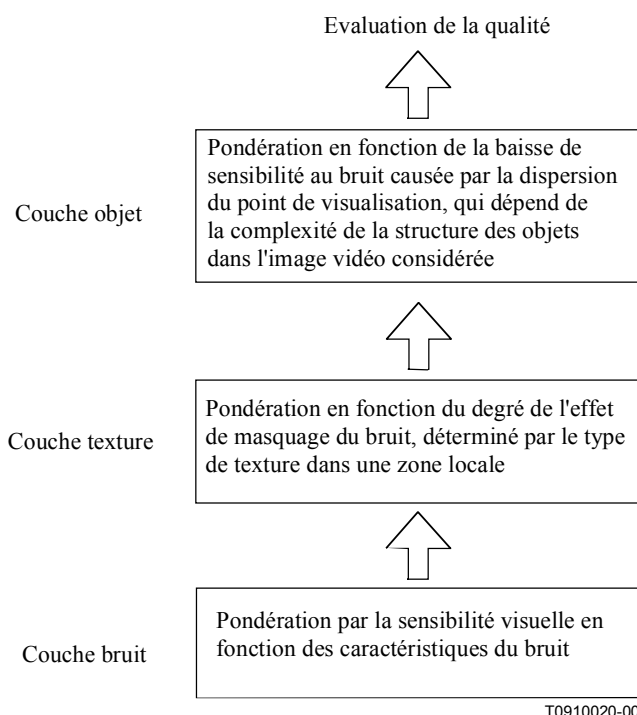 Evaluation de la qualité
Couche objet
Pondération en fonction de la baisse de
sensibilité au bruit causée par la dispersion
du point de visualisation, qui dépend de
la complexité de la structure des objets
dans l'image vidéo considérée
Couche texture
Pondération en fonction du degré de l'effet
de masquage du bruit, déterminé par le type
de texture dans une zone locale
Couche bruit
Pondération par la sensibilité visuelle en
fonction des caractéristiques du bruit
T0910020-00